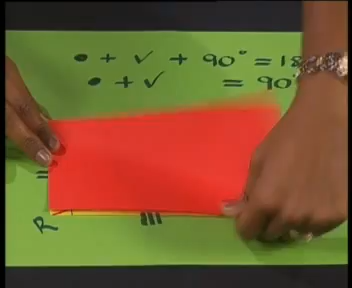 ● + ✓ + 90° = 18
● + ✓ = 90°
R